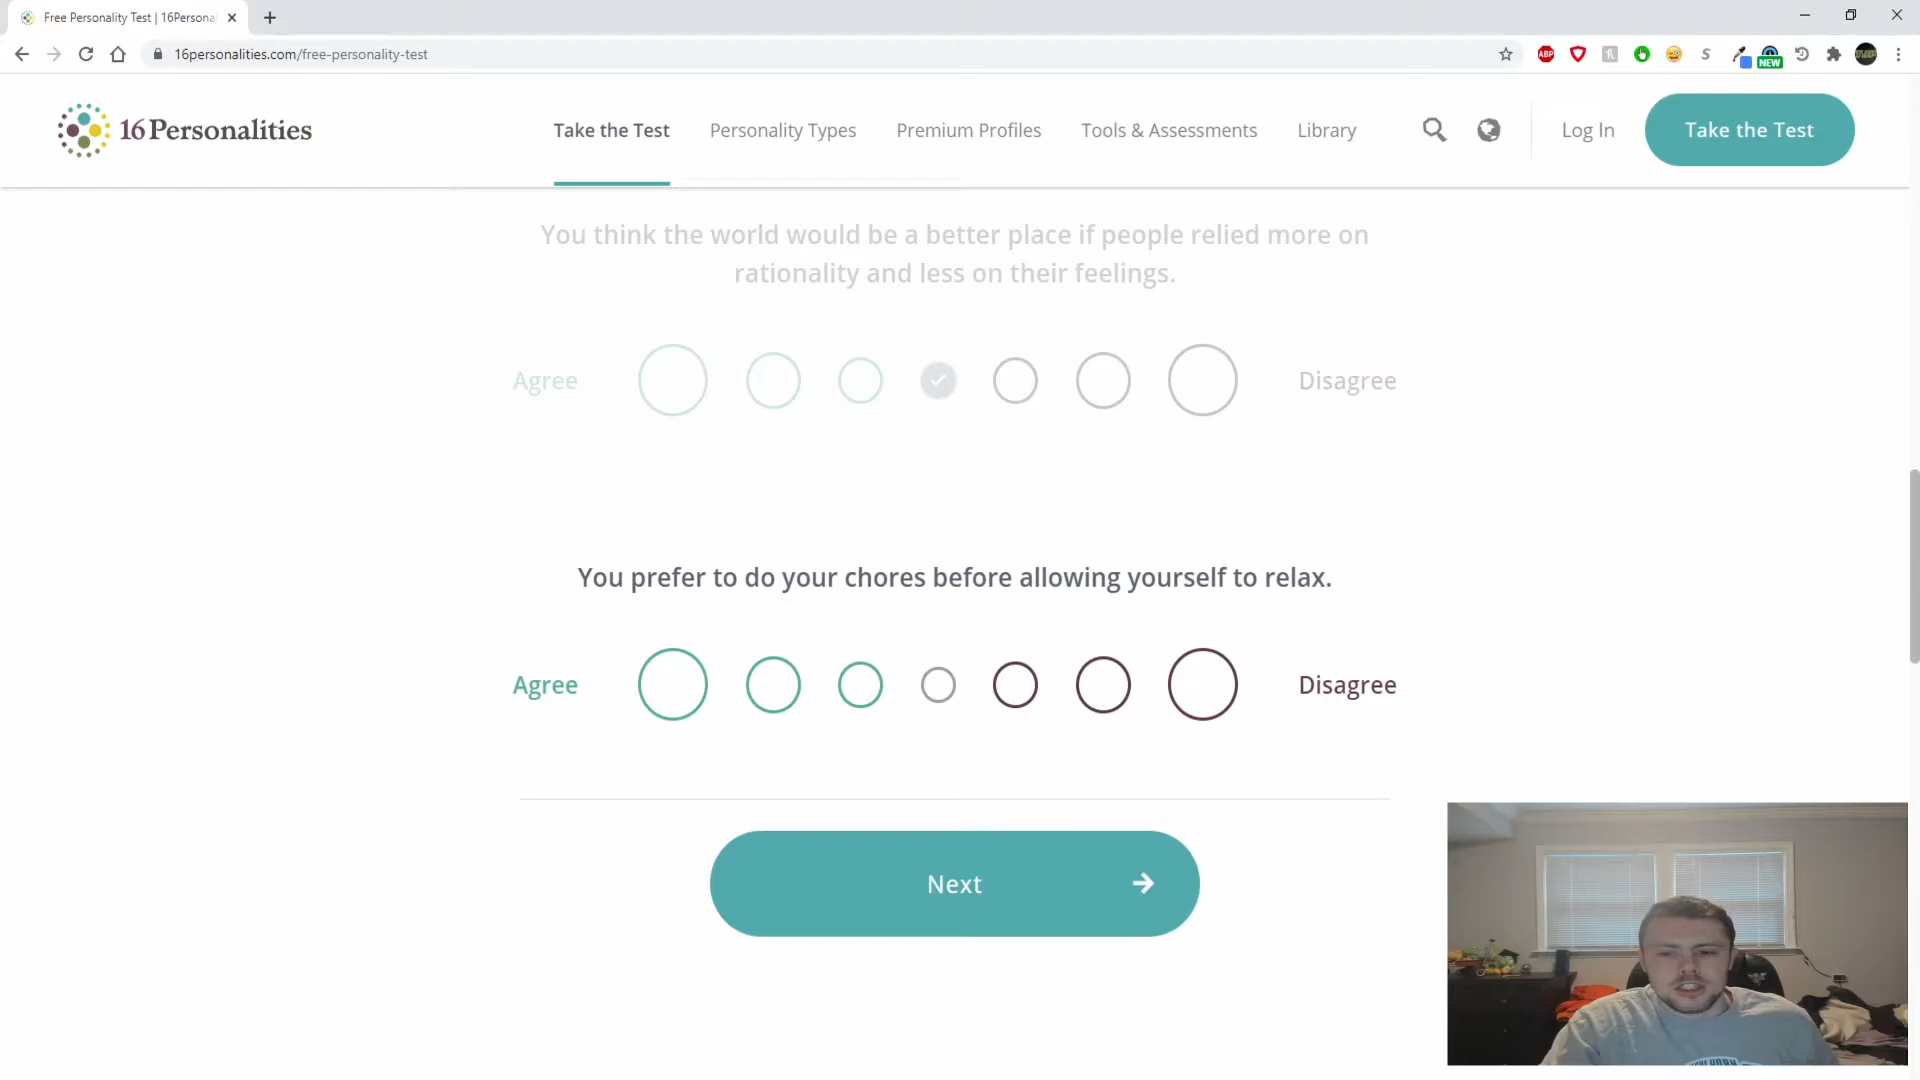 Free Personality Test | 16Persona
16personalities.com/free-personality-test
ABP
S
NEW
16Personalities
Take the Test
Personality Types
Premium Profiles
Tools & Assessments
Library
Log In
Take the Test
You think the world would be a better place if people relied more on
rationality and less on their feelings.
Agree
Disagree
You prefer to do your chores before allowing yourself to relax.
Agree
Disagree
Next